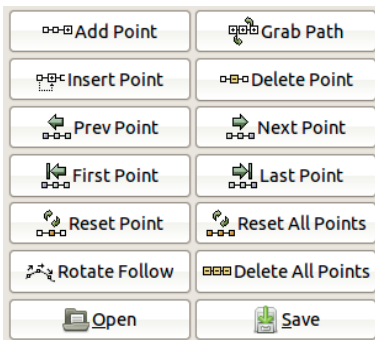 Add Point
Grab Path
Insert Point
Delete Point
Prev Point
Next Point
First Point
Last Point
Reset Point
Reset All Points
Rotate Follow
Delete All Points
Open
Save